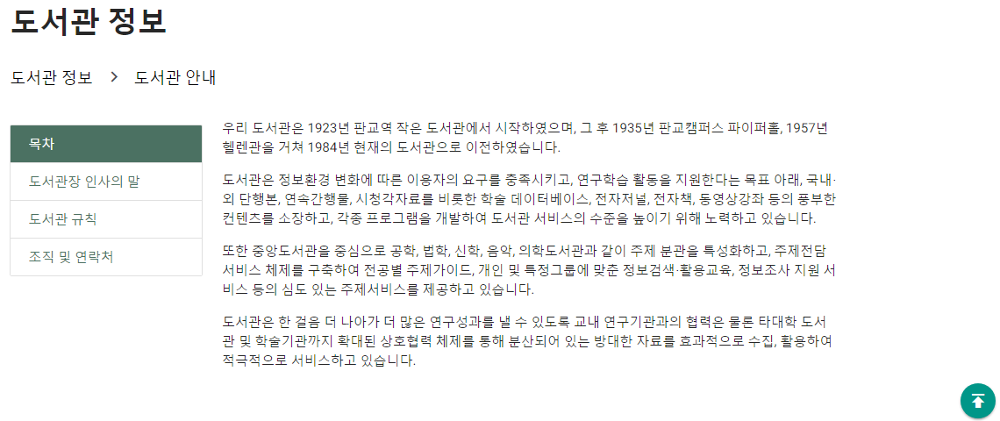 도서관 정보
도서관 정보 > 도서관 안내
목차
도서관장 인사의 말
도서관 규칙
조직 및 연락처
우리 도서관은 1923년 판교역 작은 도서관에서 시작하였으며, 그 후 1935년 판교캠퍼스 파이퍼홀, 1957년
헬렌관을 거쳐 1984년 현재의 도서관으로 이전하였습니다.
도서관은 정보환경 변화에 따른 이용자의 요구를 충족시키고, 연구학습 활동을 지원한다는 목표 아래, 국내·
외 단행본, 연속간행물, 시청각자료를 비롯한 학술 데이터베이스, 전자저널, 전자책, 동영상강좌 등의 풍부한
컨텐츠를 소장하고, 각종 프로그램을 개발하여 도서관 서비스의 수준을 높이기 위해 노력하고 있습니다.
또한 중앙도서관을 중심으로 공학, 법학, 신학, 음악, 의학도서관과 같이 주제 분관을 특성화하고, 주제전담
서비스 체제를 구축하여 전공별 주제가이드, 개인 및 특정그룹에 맞춘 정보검색·활용교육, 정보조사 지원 서
비스 등의 심도 있는 주제서비스를 제공하고 있습니다.
도서관은 한 걸음 더 나아가 더 많은 연구성과를 낼 수 있도록 교내 연구기관과의 협력은 물론 타대학 도서
관 및 학술기관까지 확대된 상호협력 체제를 통해 분산되어 있는 방대한 자료를 효과적으로 수집, 활용하여
적극적으로 서비스하고 있습니다.